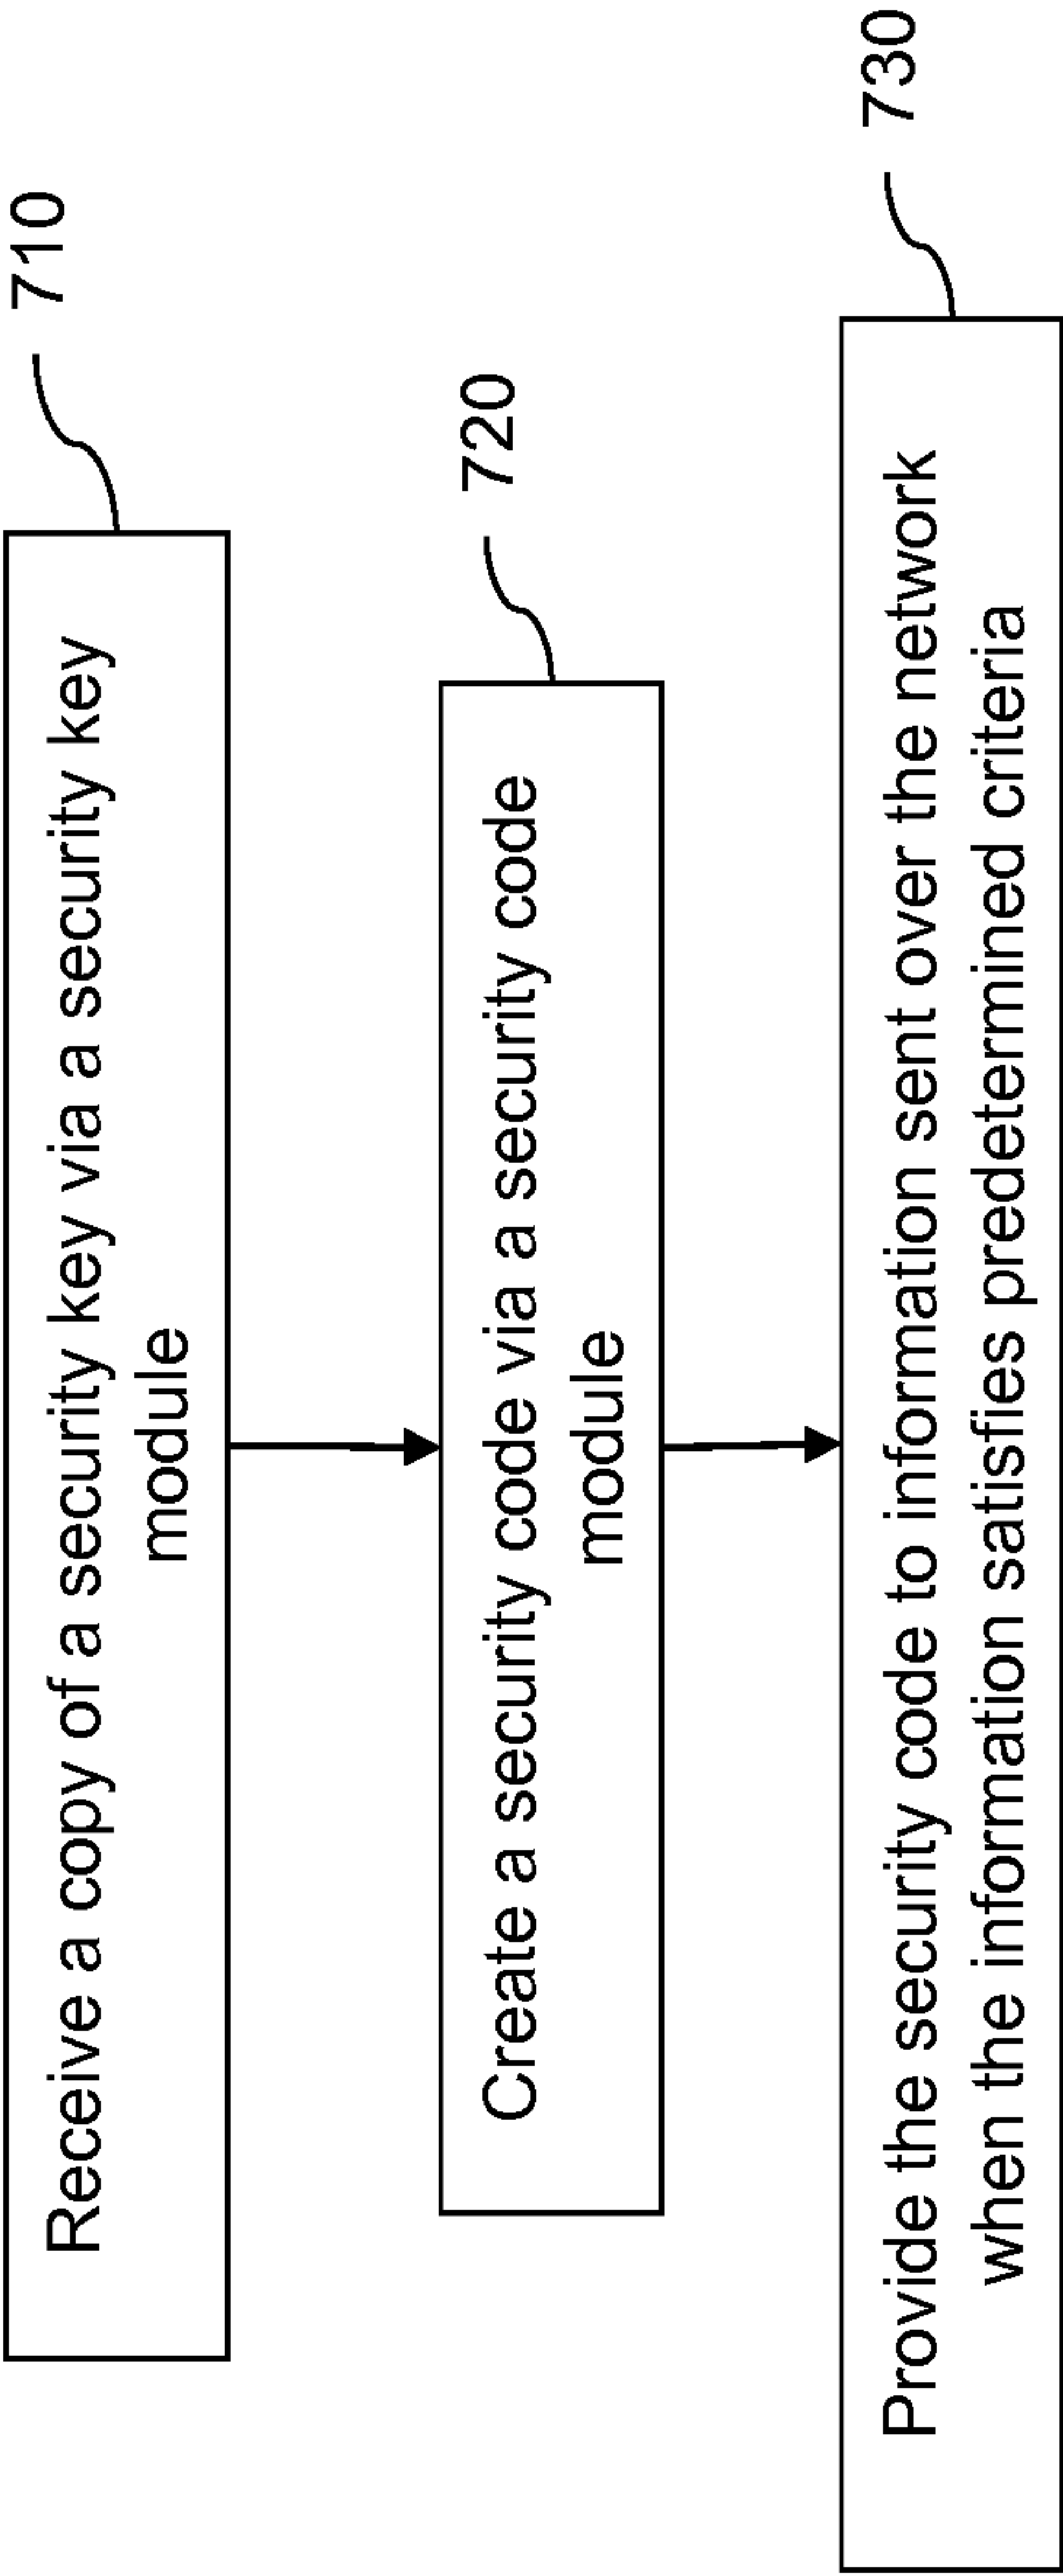 Receive a copy of a security key via a security key
module
710
Create a security code via a security code
module
720
Provide the security code to information sent over the network
when the information satisfies predetermined criteria
730